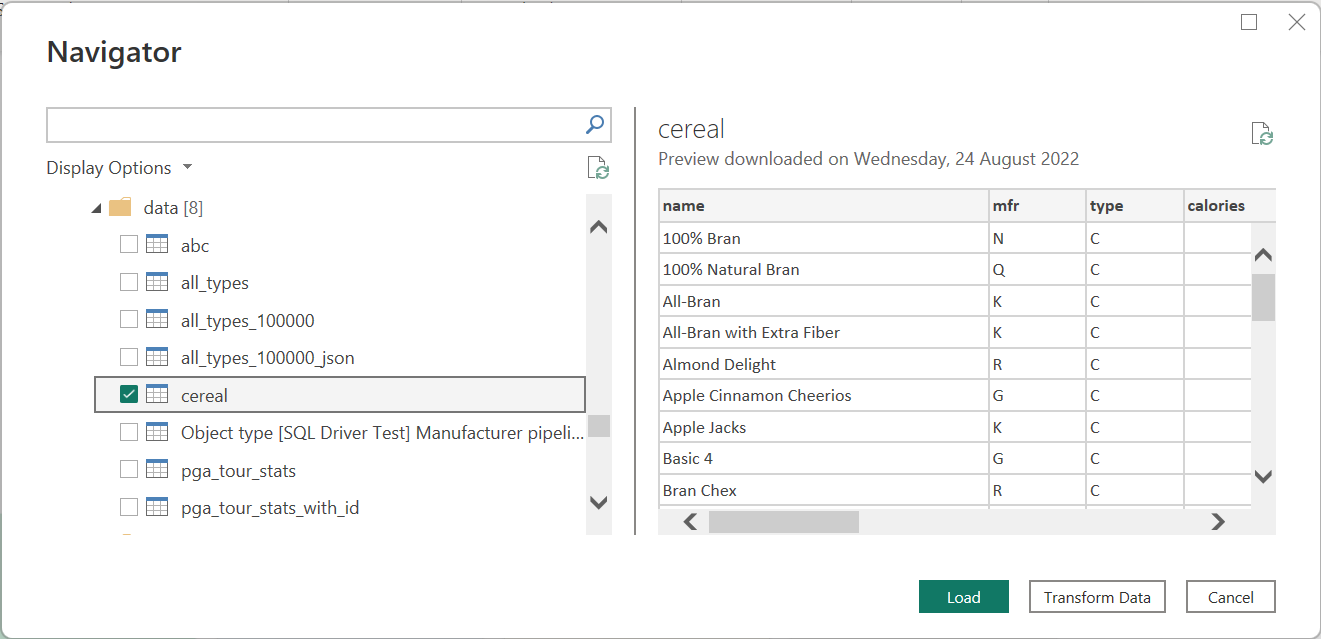 Navigator
Display Options
data [8]
abc
all_types
all_types_100000
all_types_100000_json
cereal
Object type [SQL Driver Test] Manufacturer pipeli...
pga_tour_stats
pga_tour_stats_with_id
cereal
Preview downloaded on Wednesday, 24 August 2022
name mfr type calories
100% Bran N C
100% Natural Bran Q C
All-Bran K C
All-Bran with Extra Fiber K C
Almond Delight R C
Apple Cinnamon Cheerios G C
Apple Jacks K C
Basic 4 G C
Bran Chex R C
Load Transform Data Cancel